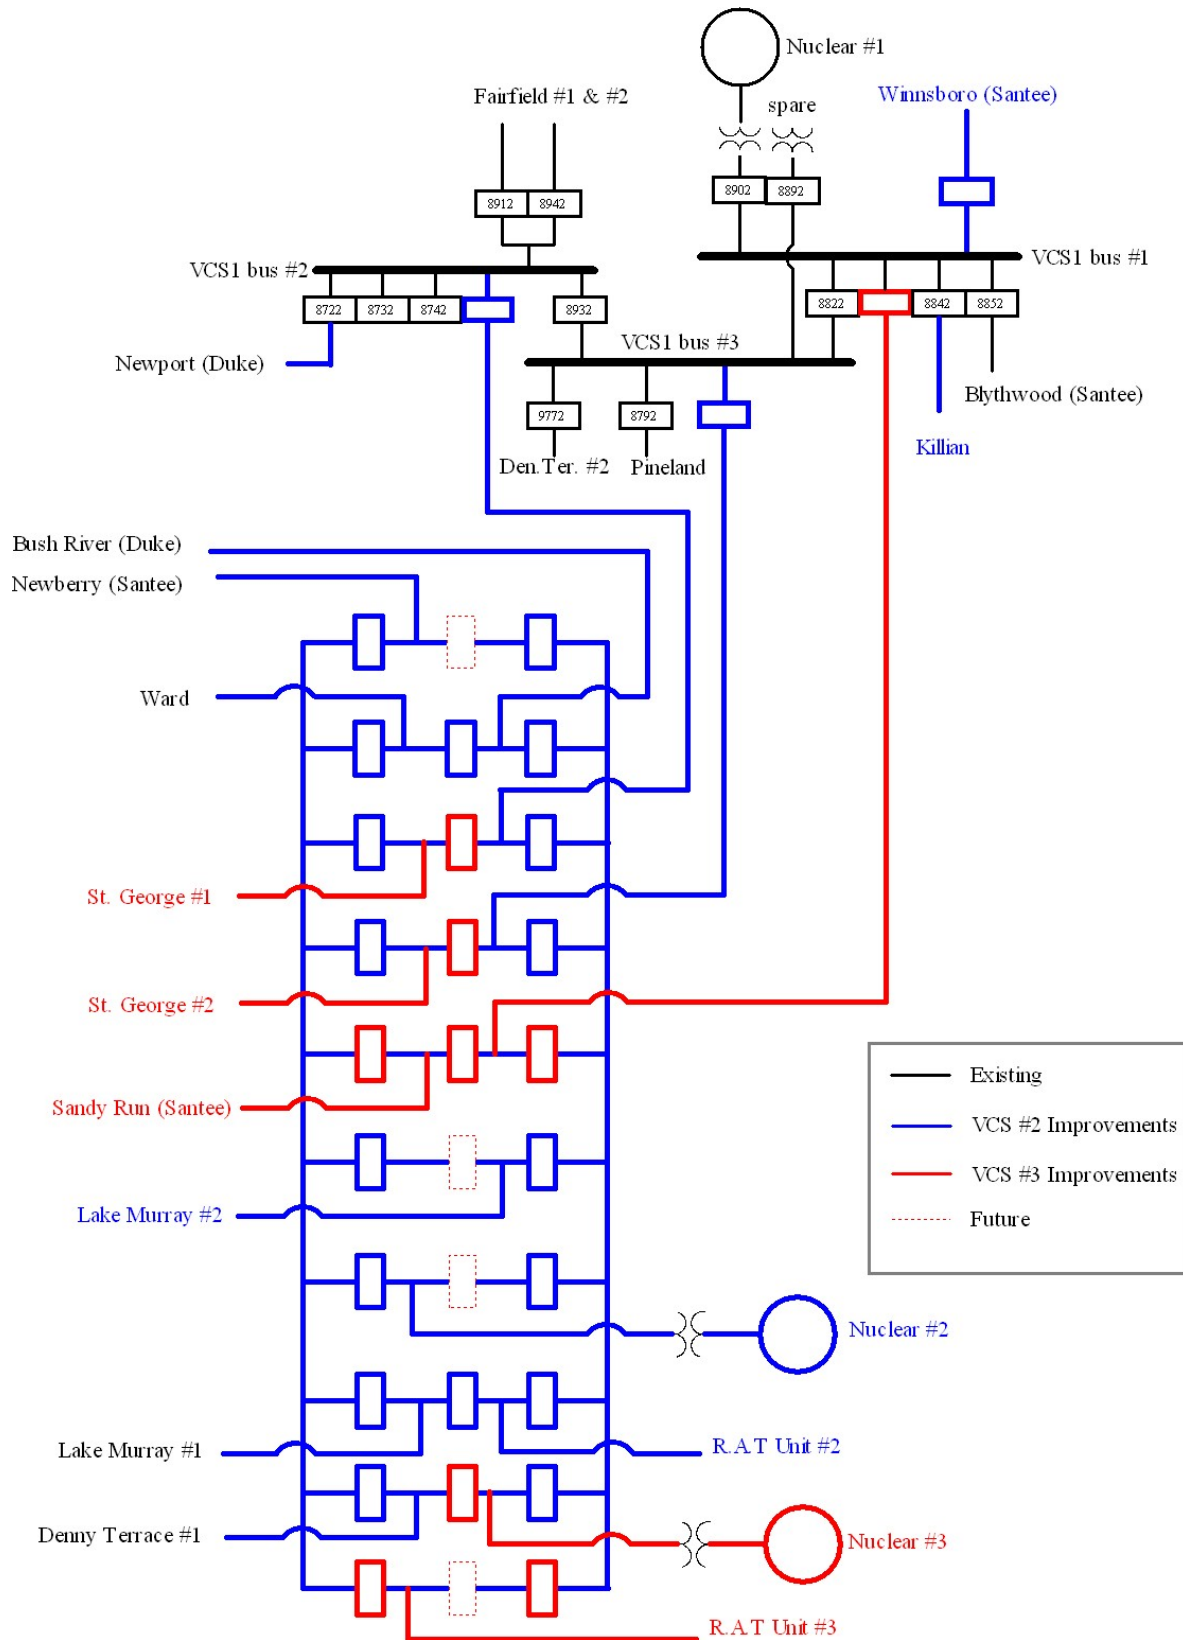 Nuclear #1
Fairfield #1 & #2
spare
Winnsboro (Santee)
8902
8892
8912
8942
VCS1 bus #2
VCS1 bus #1
8722
8732
8742
8932
8822
8842
8852
VCS1 bus #3
Newport (Duke)
Blythwood (Santee)
9772
8792
Killian
Den.Ter. #2
Pineland
Bush River (Duke)
Newberry (Santee)
Ward
St. George #1
St. George #2
Sandy Run (Santee)
Existing
VCS #2 Improvements
VCS #3 Improvements
Future
Lake Murray #2
Nuclear #2
Lake Murray #1
R.A.T Unit #2
Denny Terrace #1
Nuclear #3
R.A.T Unit #3